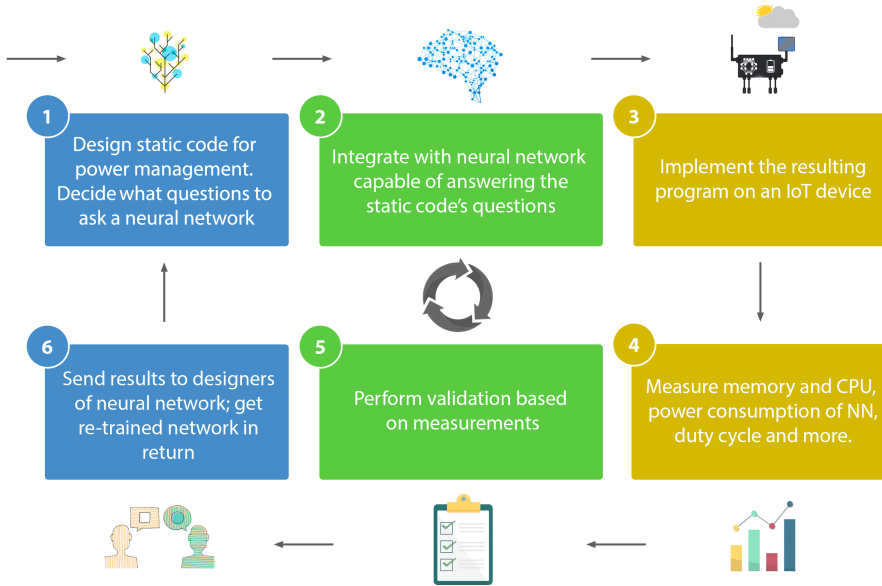 1
Design static code for
power management.
Decide what questions to
ask a neural network
2
Integrate with neural network
capable of answering the
static code's questions
3
Implement the resulting
program on an IoT device
4
Measure memory and CPU,
power consumption of NN,
duty cycle and more.
5
Perform validation based
on measurements
6
Send results to designers
of neural network; get
re-trained network in
return